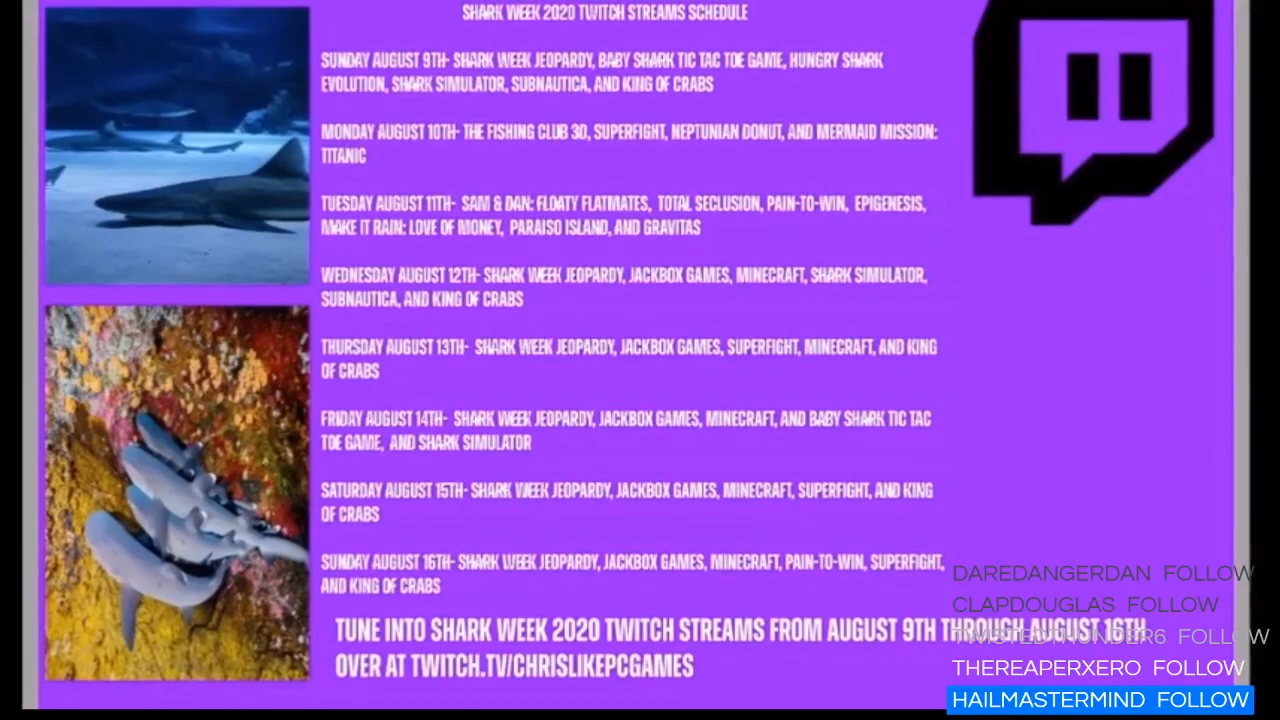 SHARK WEEK 2020 TWITCH STREAMS SCHEDULE
SUNDAY AUGUST 9TH- SHARK WEEK JEOPARDY, BABY SHARK TIC TAC TOE GAME, HUNGRY SHARK
EVOLUTION, SHARK SIMULATOR, SUBNAUTICA, AND KING OF CRABS
MONDAY AUGUST 10TH- THE FISHING CLUB 3D, SUPERFIGHT, NEPTUNIAN DONUT, AND MERMAID MISSION:
TITANIC
TUESDAY AUGUST 11TH- SAM & DAN: FLOATY FLATMATES, TOTAL SECLUSION, PAIN-TO-WIN, EPIGENESIS,
MAKE IT RAIN: LOVE OF MONEY, PARAISO ISLAND, AND GRAVITAS
WEDNESDAY AUGUST 12TH- SHARK WEEK JEOPARDY, JACKBOX GAMES, MINECRAFT, SHARK SIMULATOR,
SUBNAUTICA, AND KING OF CRABS
THURSDAY AUGUST 13TH- SHARK WEEK JEOPARDY, JACKBOX GAMES, SUPERFIGHT, MINECRAFT, AND KING
OF CRABS
FRIDAY AUGUST 14TH- SHARK WEEK JEOPARDY, JACKBOX GAMES, MINECRAFT, AND BABY SHARK TIC TAC
TOE GAME, AND SHARK SIMULATOR
SATURDAY AUGUST 15TH- SHARK WEEK JEOPARDY, JACKBOX GAMES, MINECRAFT, SUPERFIGHT, AND KING
OF CRABS
SUNDAY AUGUST 16TH- SHARK WEEK JEOPARDY, JACKBOX GAMES, MINECRAFT, PAIN-TO-WIN, SUPERFIGHT,
AND KING OF CRABS
TUNE INTO SHARK WEEK 2020 TWITCH STREAMS FROM AUGUST 9TH THROUGH AUGUST 16TH
OVER AT TWITCH.TV/CHRISLIKEPCGAMES
DAREDANGERDAN FOLLOW
CLAPDOUGLAS FOLLOW
TWISTEDTHUNDER6 FOLLOW
THEREAPERXERO FOLLOW
HAILMASTERMIND FOLLOW